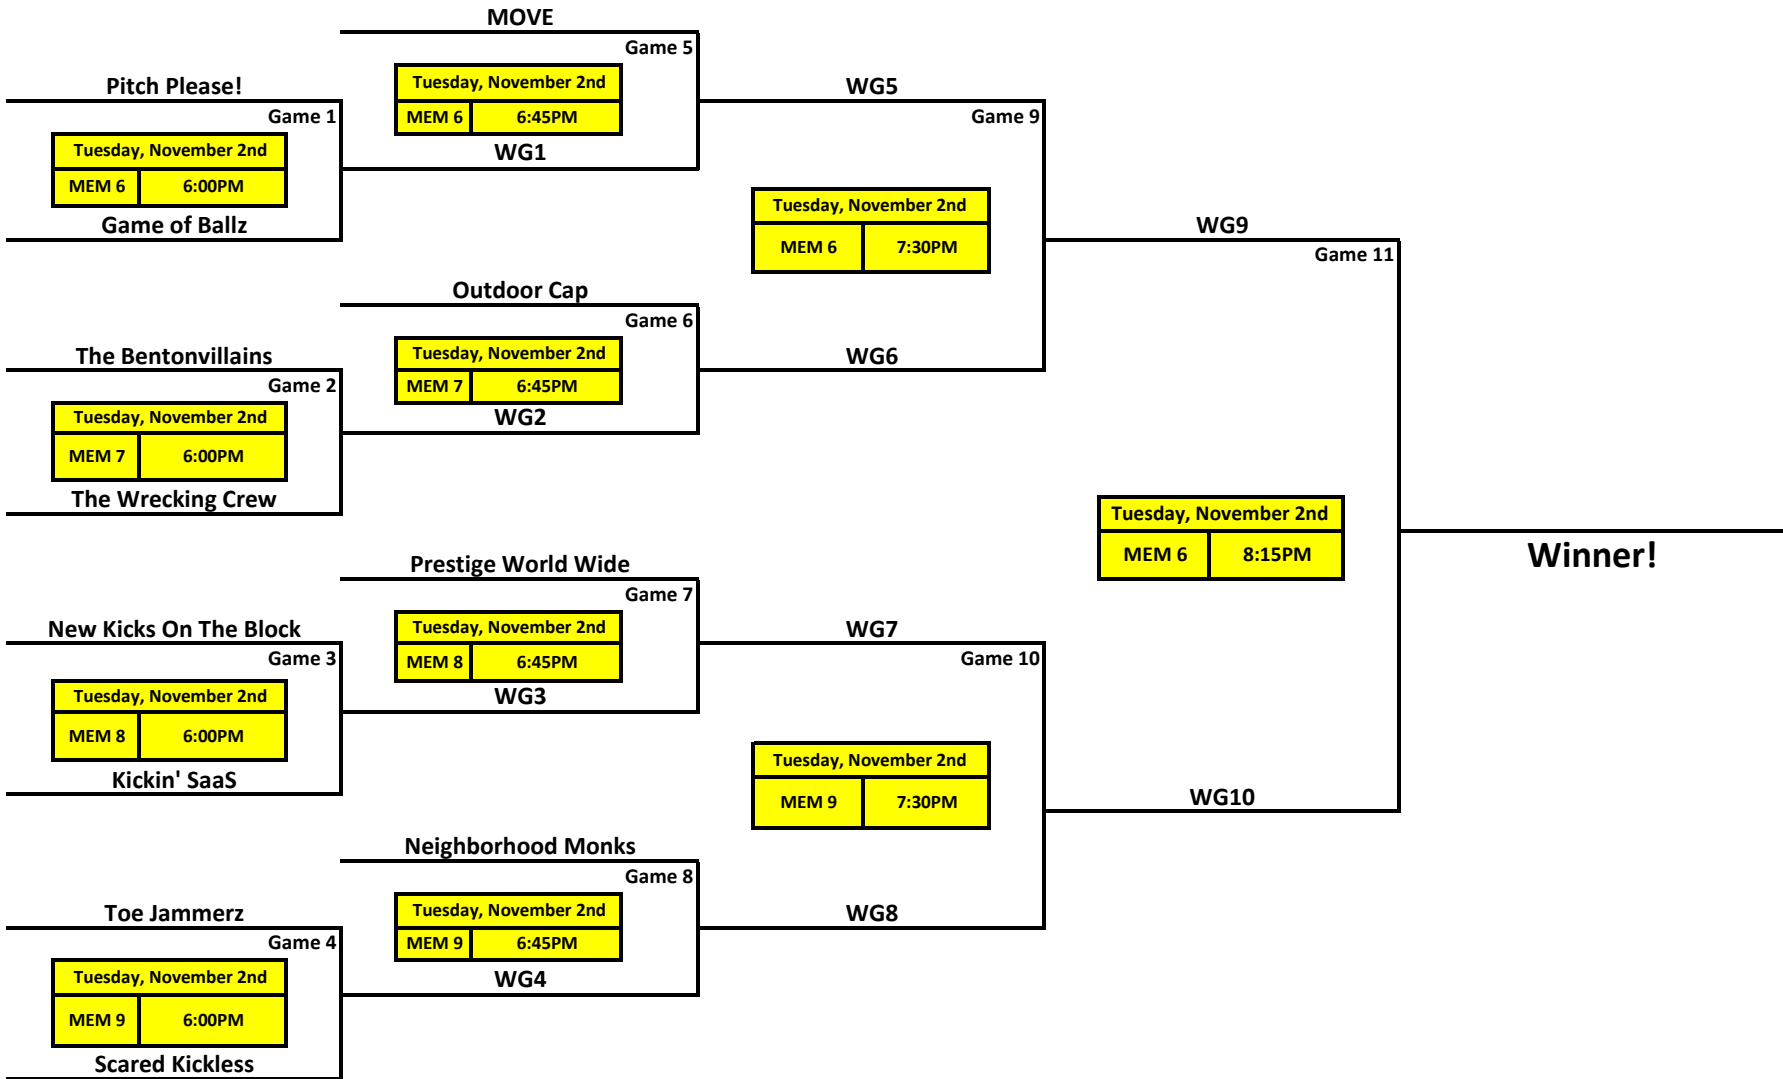 MOVE
Game 5
Tuesday, November 2nd
MEM 6 6:45PM
WG1
Pitch Please!
Game 1
Tuesday, November 2nd
MEM 6 6:00PM
Game of Ballz
WG5
Game 9
Tuesday, November 2nd
MEM 6 7:30PM
WG6
Outdoor Cap
Game 6
Tuesday, November 2nd
MEM 7 6:45PM
WG2
The Bentonvillains
Game 2
Tuesday, November 2nd
MEM 7 6:00PM
The Wrecking Crew
WG9
Game 11
Tuesday, November 2nd
MEM 6 8:15PM
WG10
Winner!
Prestige World Wide
Game 7
Tuesday, November 2nd
MEM 8 6:45PM
WG3
New Kicks On The Block
Game 3
Tuesday, November 2nd
MEM 8 6:00PM
Kickin' SaaS
WG7
Game 10
Tuesday, November 2nd
MEM 9 7:30PM
WG8
Neighborhood Monks
Game 8
Tuesday, November 2nd
MEM 9 6:45PM
WG4
Toe Jammerz
Game 4
Tuesday, November 2nd
MEM 9 6:00PM
Scared Kickless